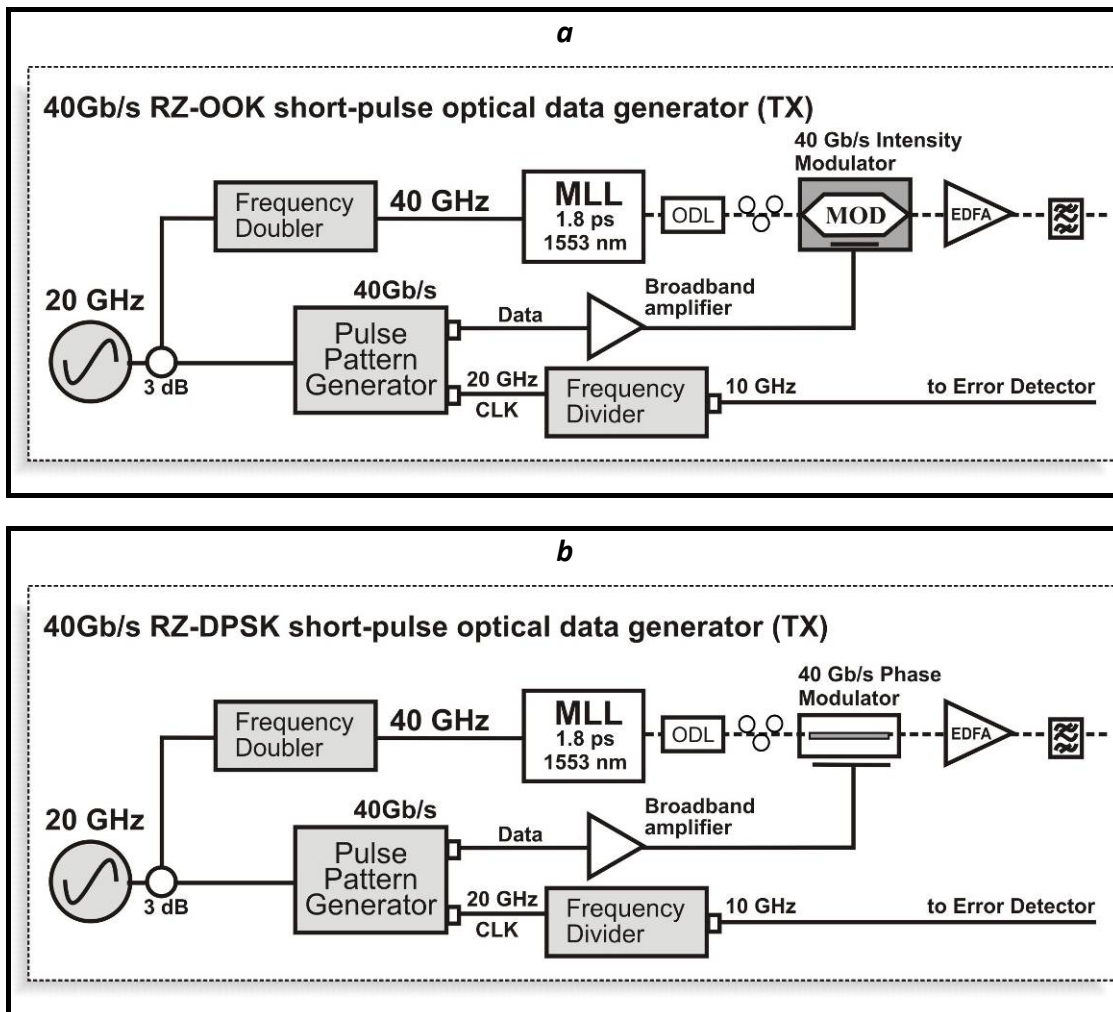 a
40Gb/s RZ-OOK short-pulse optical data generator (TX)
40 Gb/s Intensity
Modulator
Frequency
Doubler
40 GHz
MLL
1.8 ps
1553 nm
ODL
MOD
EDFA
20 GHz
3 dB
40Gb/s
Pulse
Pattern
Generator
Data
Broadband
amplifier
20 GHz
CLK
Frequency
Divider
10 GHz
to Error Detector
b
40Gb/s RZ-DPSK short-pulse optical data generator (TX)
40 Gb/s Phase
Modulator
Frequency
Doubler
40 GHz
MLL
1.8 ps
1553 nm
ODL
EDFA
20 GHz
3 dB
40Gb/s
Pulse
Pattern
Generator
Data
Broadband
amplifier
20 GHz
CLK
Frequency
Divider
10 GHz
to Error Detector